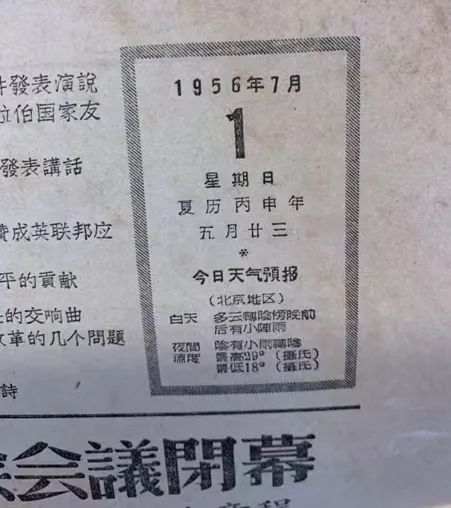 件發表演說
拉伯国家友
發表講話
賛成英联邦应
平的貢献
的交响曲
改革的几个問題
詩
1956年7月
1
星期日
夏历丙申年
五月廿三
*
今日天气預报
(北京地区)
白天 多云轉陰傍晚前
后有小陣雨
夜間 陰有小雨轉陰
溫度 最高29°(攝氏)
最低18°(攝氏)
会議閉幕